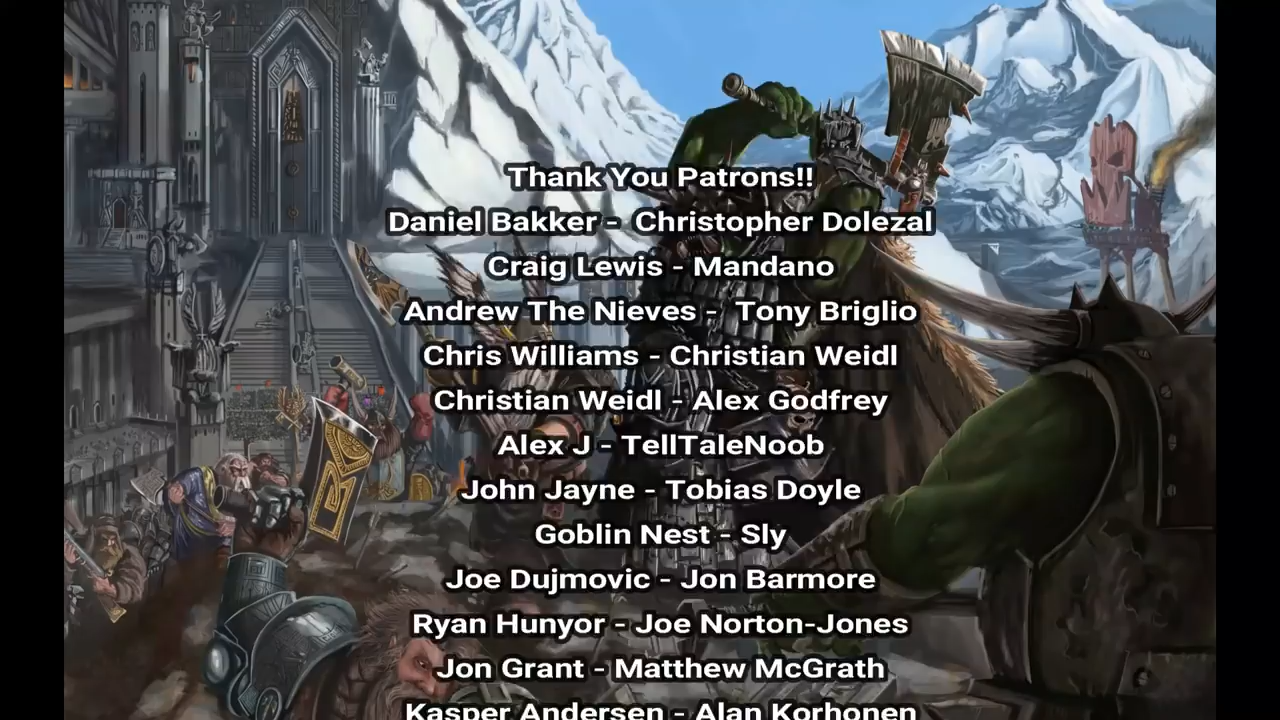 Thank You Patrons!!
Daniel Bakker - Christopher Dolezal
Craig Lewis - Mandano
Andrew The Nieves - Tony Briglio
Chris Williams - Christian Weidl
Christian Weidl - Alex Godfrey
Alex J - TellTaleNoob
John Jayne - Tobias Doyle
Goblin Nest - Sly
Joe Dujmovic - Jon Barmore
Ryan Hunyor - Joe Norton-Jones
Jon Grant - Matthew McGrath
Kasper Andersen - Alan Korhonen